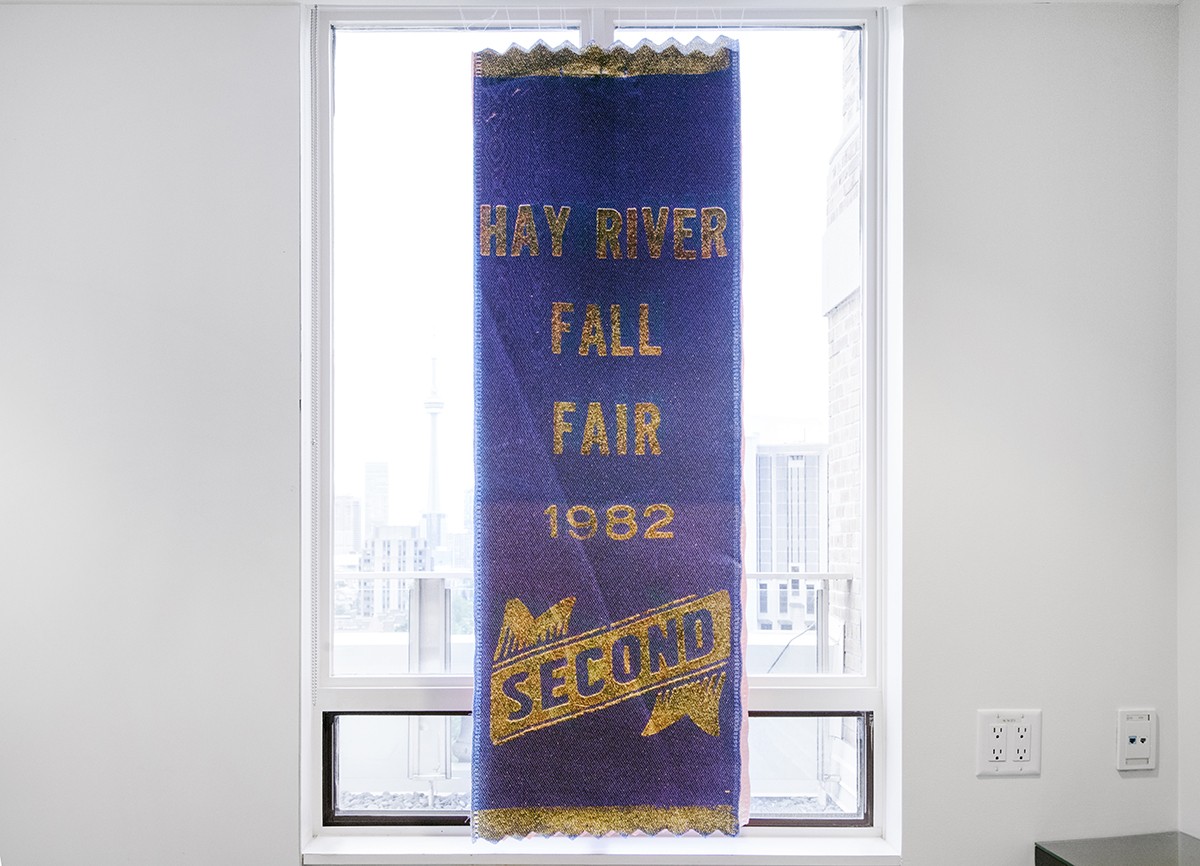 HAY RIVER
FALL
FAIR
1982
SECOND